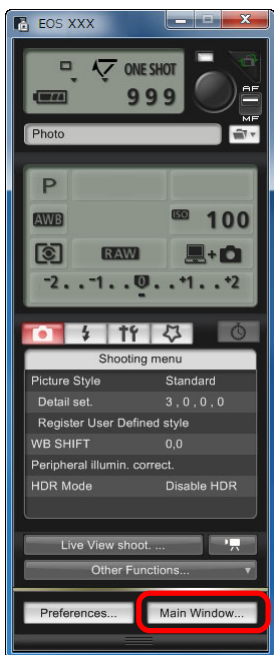 EOS XXX
ONE SHOT
999
AF
MF
Photo
P
AWB
ISO 100
RAW
+
-2..-1..0..+1..+2
Shooting menu
Picture Style Standard
Detail set. 3 , 0 , 0 , 0
Register User Defined style
WB SHIFT 0,0
Peripheral illumin. correct.
HDR Mode Disable HDR
Live View shoot. ...
Other Functions...
Preferences... Main Window...